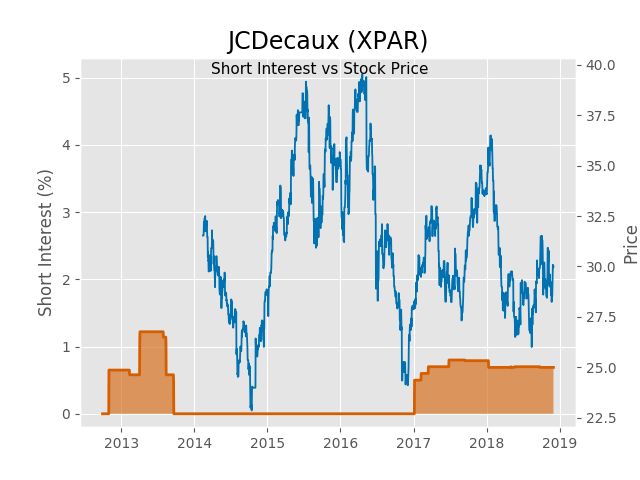 JCDecaux (XPAR)
Short Interest vs Stock Price
Short Interest (%)
5
4
3
2
1
0
40.0
37.5
35.0
32.5
30.0
27.5
25.0
22.5
Price
2013 2014 2015 2016 2017 2018 2019